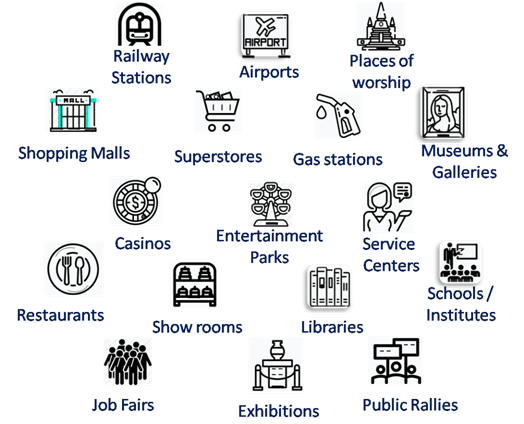 Railway
Stations
AIRPORT
Airports
Places of
worship
MALL
Shopping Malls
Superstores
Gas stations
Museums &
Galleries
Casinos
Entertainment
Parks
Service
Centers
Restaurants
Show rooms
Libraries
Schools /
Institutes
Job Fairs
Exhibitions
Public Rallies